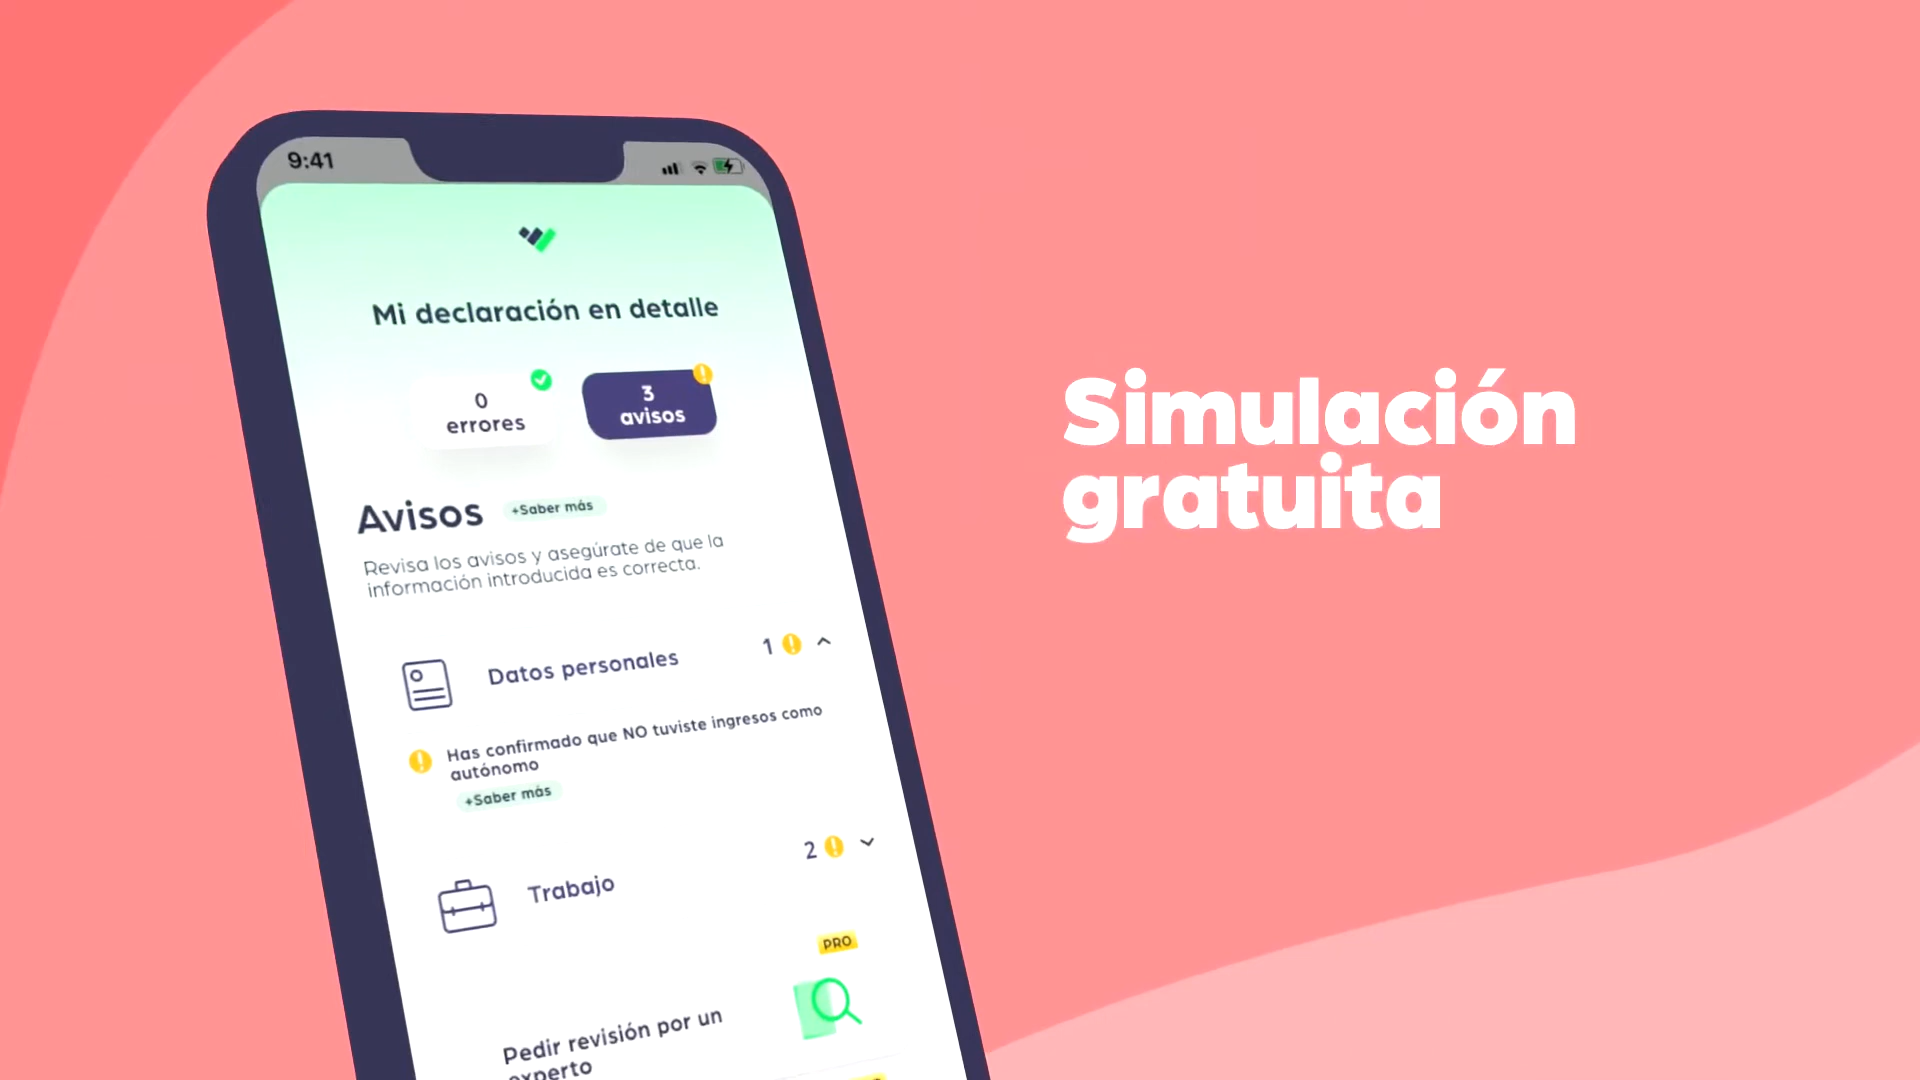 9:41
Mi declaración en detalle
0
errores
3
avisos
Avisos
+Saber más
Revisa los avisos y asegúrate de que la
información introducida es correcta.
Datos personales
1
Has confirmado que NO tuviste ingresos como
autónomo
+Saber más
Trabajo
2
PRO
Pedir revisión por un
experto
Simulación
gratuita